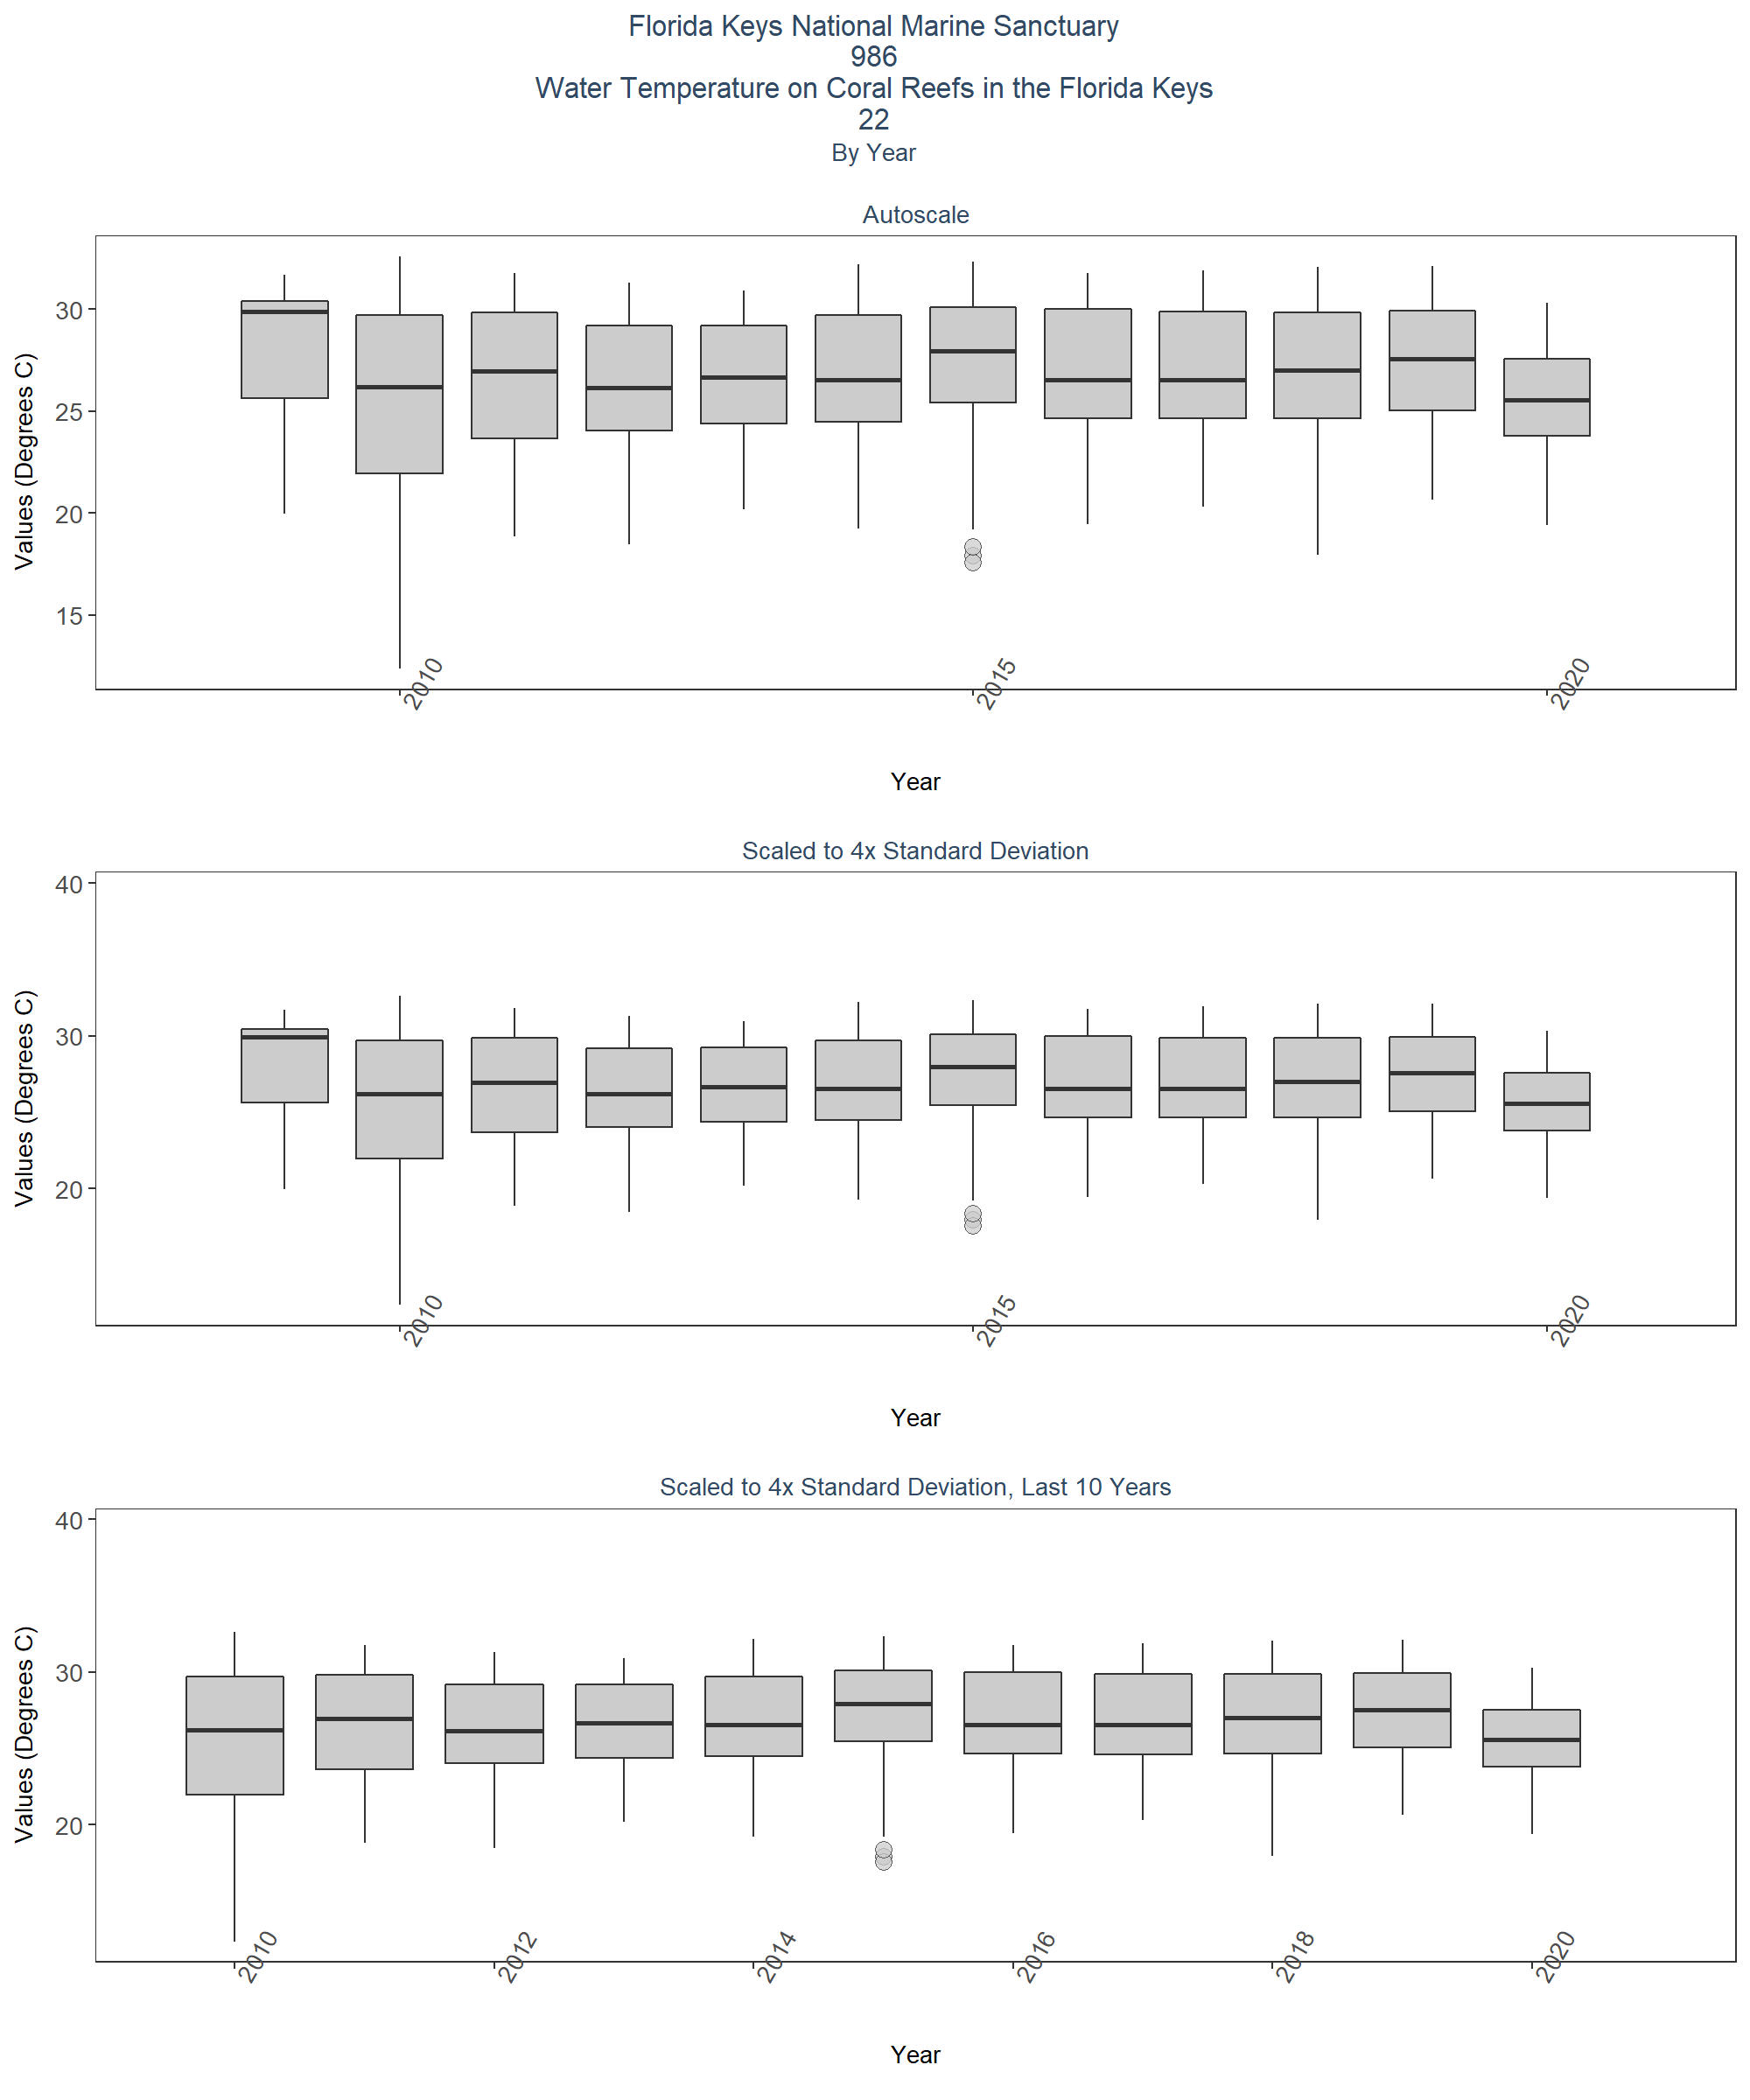 Florida Keys National Marine Sanctuary
986
Water Temperature on Coral Reefs in the Florida Keys
22
By Year
Autoscale
Values (Degrees C)
30
25
20
15
2010
2015
2020
Year
Scaled to 4x Standard Deviation
Values (Degrees C)
40
30
20
2010
2015
2020
Year
Scaled to 4x Standard Deviation, Last 10 Years
Values (Degrees C)
40
30
20
2010
2012
2014
2016
2018
2020
Year